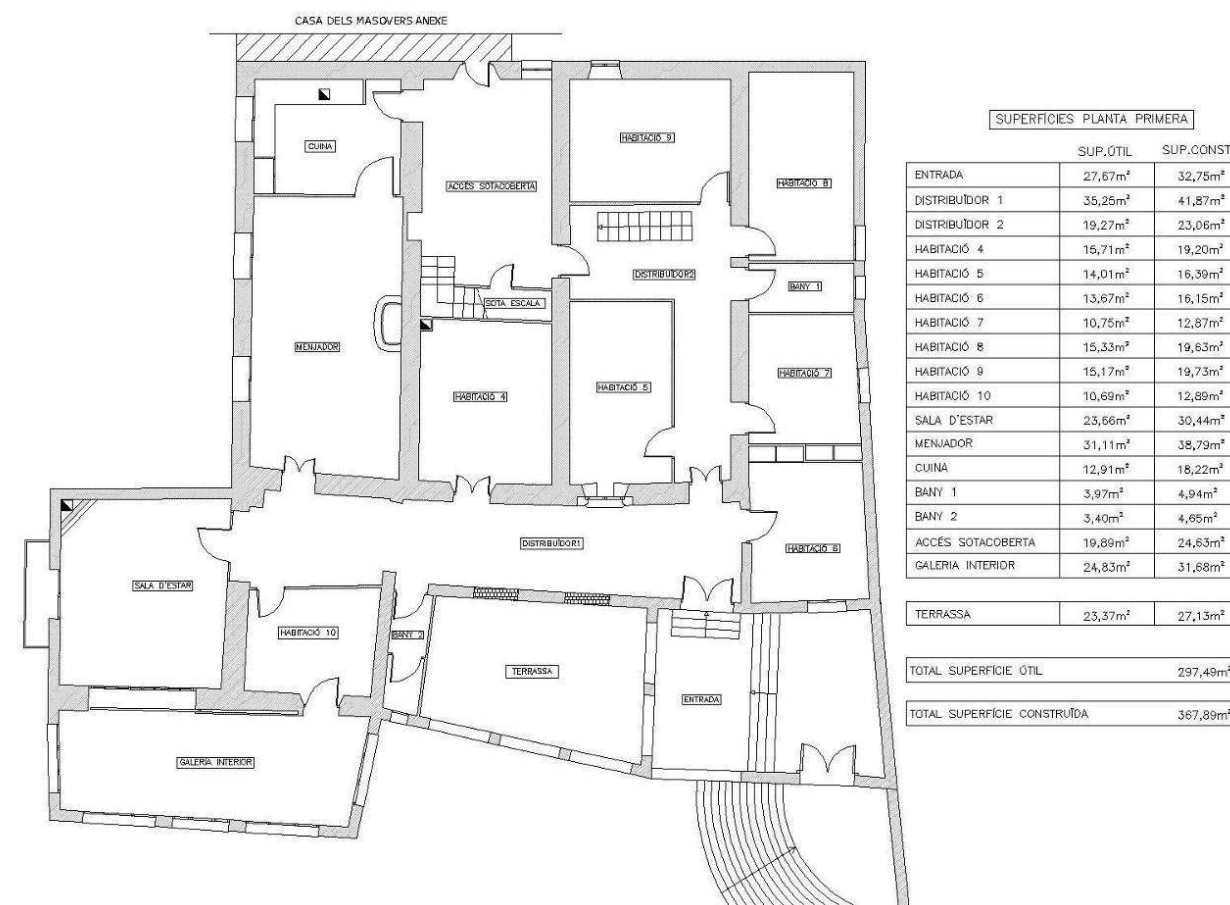 CASA DELS MASOVERS ANEXE
CUINA
ACCÉS SOTACOBERTA
HABITACIÓ 9
HABITACIÓ 8
DISTRIBUÏDOR2
BANY 1
SOTA ESCALA
MENJADOR
HABITACIÓ 4
HABITACIÓ 5
HABITACIÓ 7
DISTRIBUÏDOR1
HABITACIÓ 6
SALA D'ESTAR
HABITACIÓ 10
BANY 2
TERRASSA
ENTRADA
GALERIA INTERIOR
SUPERFÍCIES PLANTA PRIMERA
SUP.ÚTIL SUP.CONST
ENTRADA 27,67m² 32,75m²
DISTRIBUÏDOR 1 35,25m² 41,87m²
DISTRIBUÏDOR 2 19,27m² 23,06m²
HABITACIÓ 4 15,71m² 19,20m²
HABITACIÓ 5 14,01m² 16,39m²
HABITACIÓ 6 13,67m² 16,15m²
HABITACIÓ 7 10,75m² 12,87m²
HABITACIÓ 8 15,33m² 19,63m²
HABITACIÓ 9 15,17m² 19,73m²
HABITACIÓ 10 10,69m² 12,89m²
SALA D'ESTAR 23,66m² 30,44m²
MENJADOR 31,11m² 38,79m²
CUINA 12,91m² 18,22m²
BANY 1 3,97m² 4,94m²
BANY 2 3,40m² 4,65m²
ACCÉS SOTACOBERTA 19,89m² 24,63m²
GALERIA INTERIOR 24,83m² 31,68m²
TERRASSA 23,37m² 27,13m²
TOTAL SUPERFÍCIE ÚTIL 297,49m²
TOTAL SUPERFÍCIE CONSTRUÏDA 367,89m²